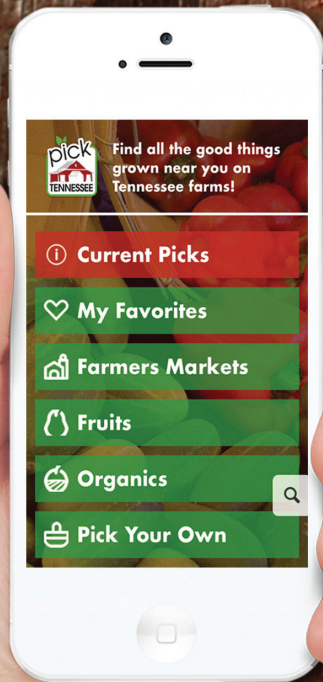 pick
TENNESSEE
Find all the good things
grown near you on
Tennessee farms!
Current Picks
My Favorites
Farmers Markets
Fruits
Organics
Pick Your Own